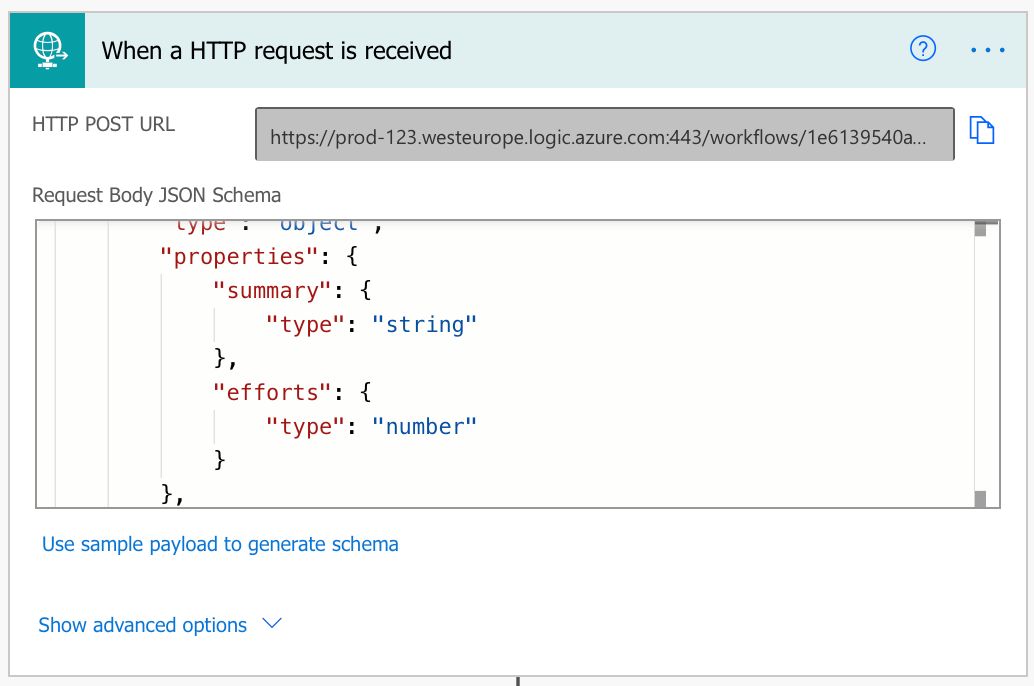 When a HTTP request is received
HTTP POST URL
https://prod-123.westeurope.logic.azure.com:443/workflows/1e6139540a...
Request Body JSON Schema
"type": "object",
"properties": {
"summary": {
"type": "string"
},
"efforts": {
"type": "number"
}
},
Use sample payload to generate schema
Show advanced options